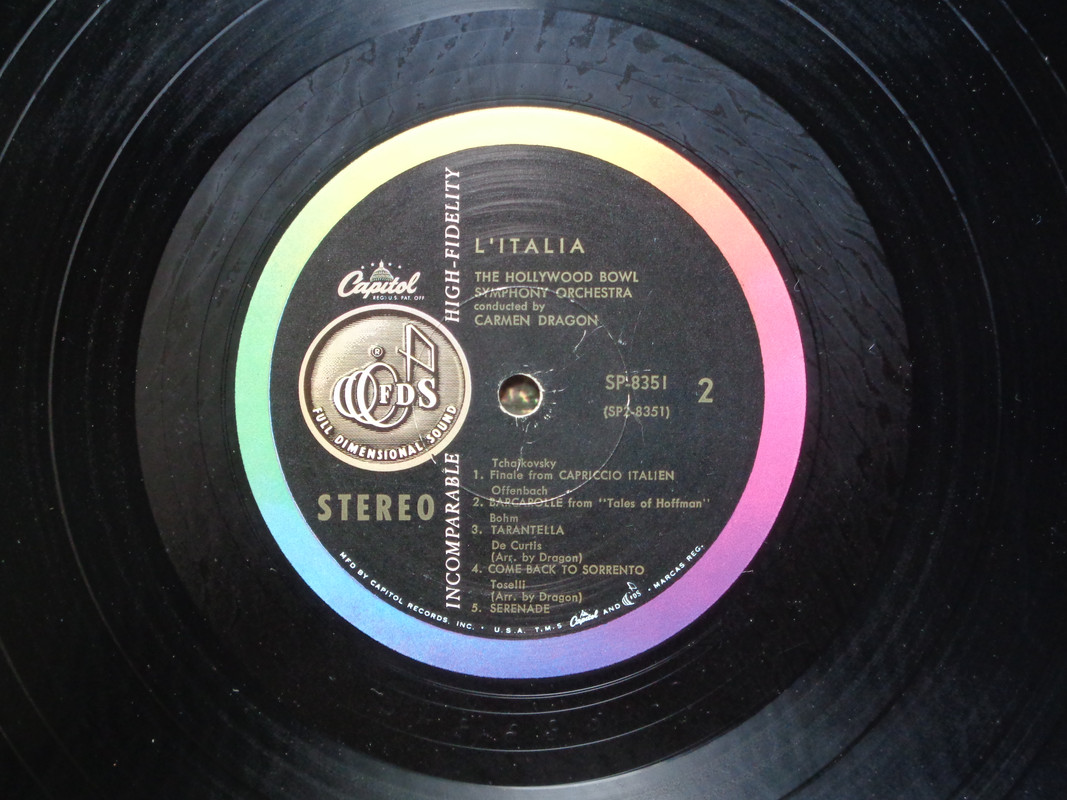 L'ITALIA
THE HOLLYWOOD BOWL
SYMPHONY ORCHESTRA
conducted by
CARMEN DRAGON
Capitol
REG. U.S. PAT. OFF
INCOMPARABLE HIGH-FIDELITY
®
FDS
FULL DIMENSIONAL SOUND
STEREO
SP-8351
(SP2-8351)
2
Tchaikovsky
1. Finale from CAPRICCIO ITALIEN
Offenbach
2. BARCAROLLE from "Tales of Hoffman"
Bohm
3. TARANTELLA
De Curtis
(Arr. by Dragon)
4. COME BACK TO SORRENTO
Toselli
(Arr. by Dragon)
5. SERENADE
MFD BY CAPITOL RECORDS, INC. • U.S.A. T.M.S Capitol AND FDS • MARCAS REG.